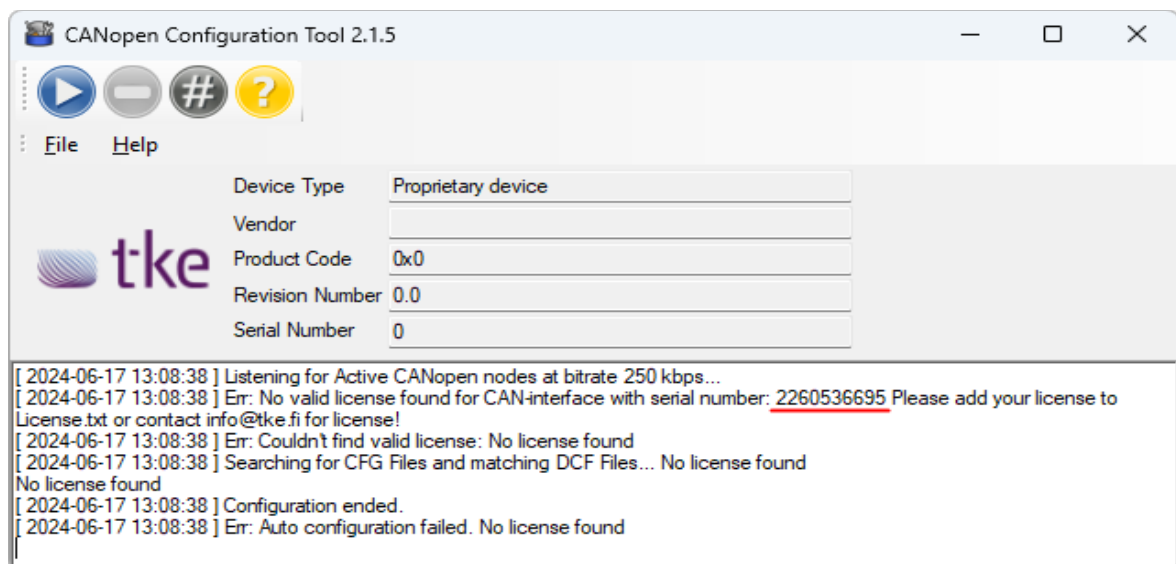 CANopen Configuration Tool 2.1.5
#
?
File Help
Device Type Proprietary device
Vendor
tke
Product Code 0x0
Revision Number 0.0
Serial Number 0
[ 2024-06-17 13:08:38 ] Listening for Active CANopen nodes at bitrate 250 kbps...
[ 2024-06-17 13:08:38 ] Err: No valid license found for CAN-interface with serial number: 2260536695 Please add your license to
License.txt or contact info@tke.fi for license!
[ 2024-06-17 13:08:38 ] Err: Couldn't find valid license: No license found
[ 2024-06-17 13:08:38 ] Searching for CFG Files and matching DCF Files... No license found
No license found
[ 2024-06-17 13:08:38 ] Configuration ended.
[ 2024-06-17 13:08:38 ] Err: Auto configuration failed. No license found